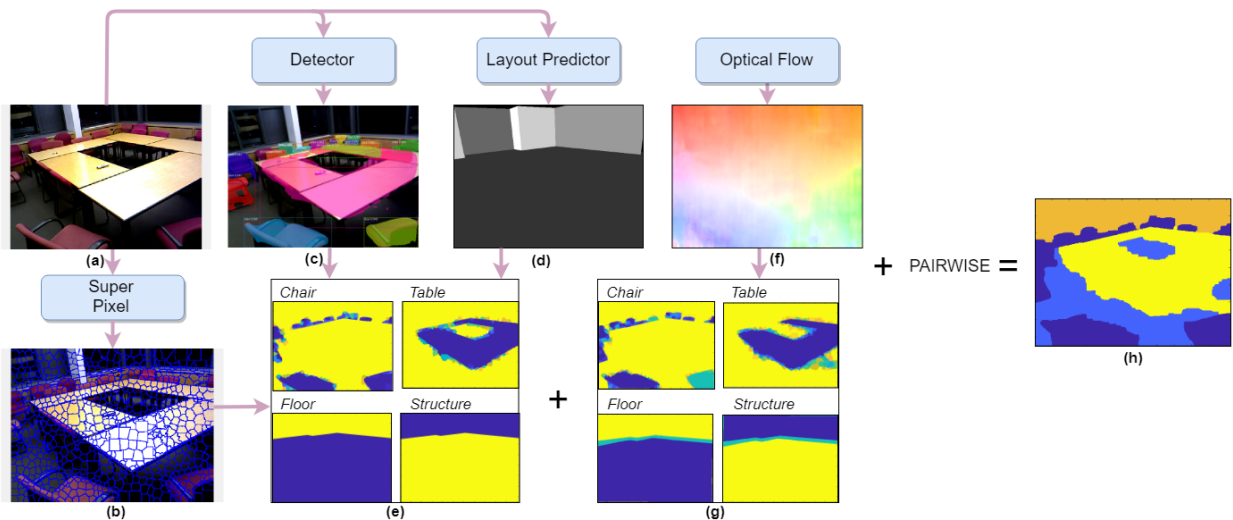 Detector
Layout Predictor
Optical Flow
(a)
(c)
(d)
(f)
Super
Pixel
Chair
Table
Floor
Structure
(b)
(e)
+
Chair
Table
Floor
Structure
(g)
+ PAIRWISE =
(h)